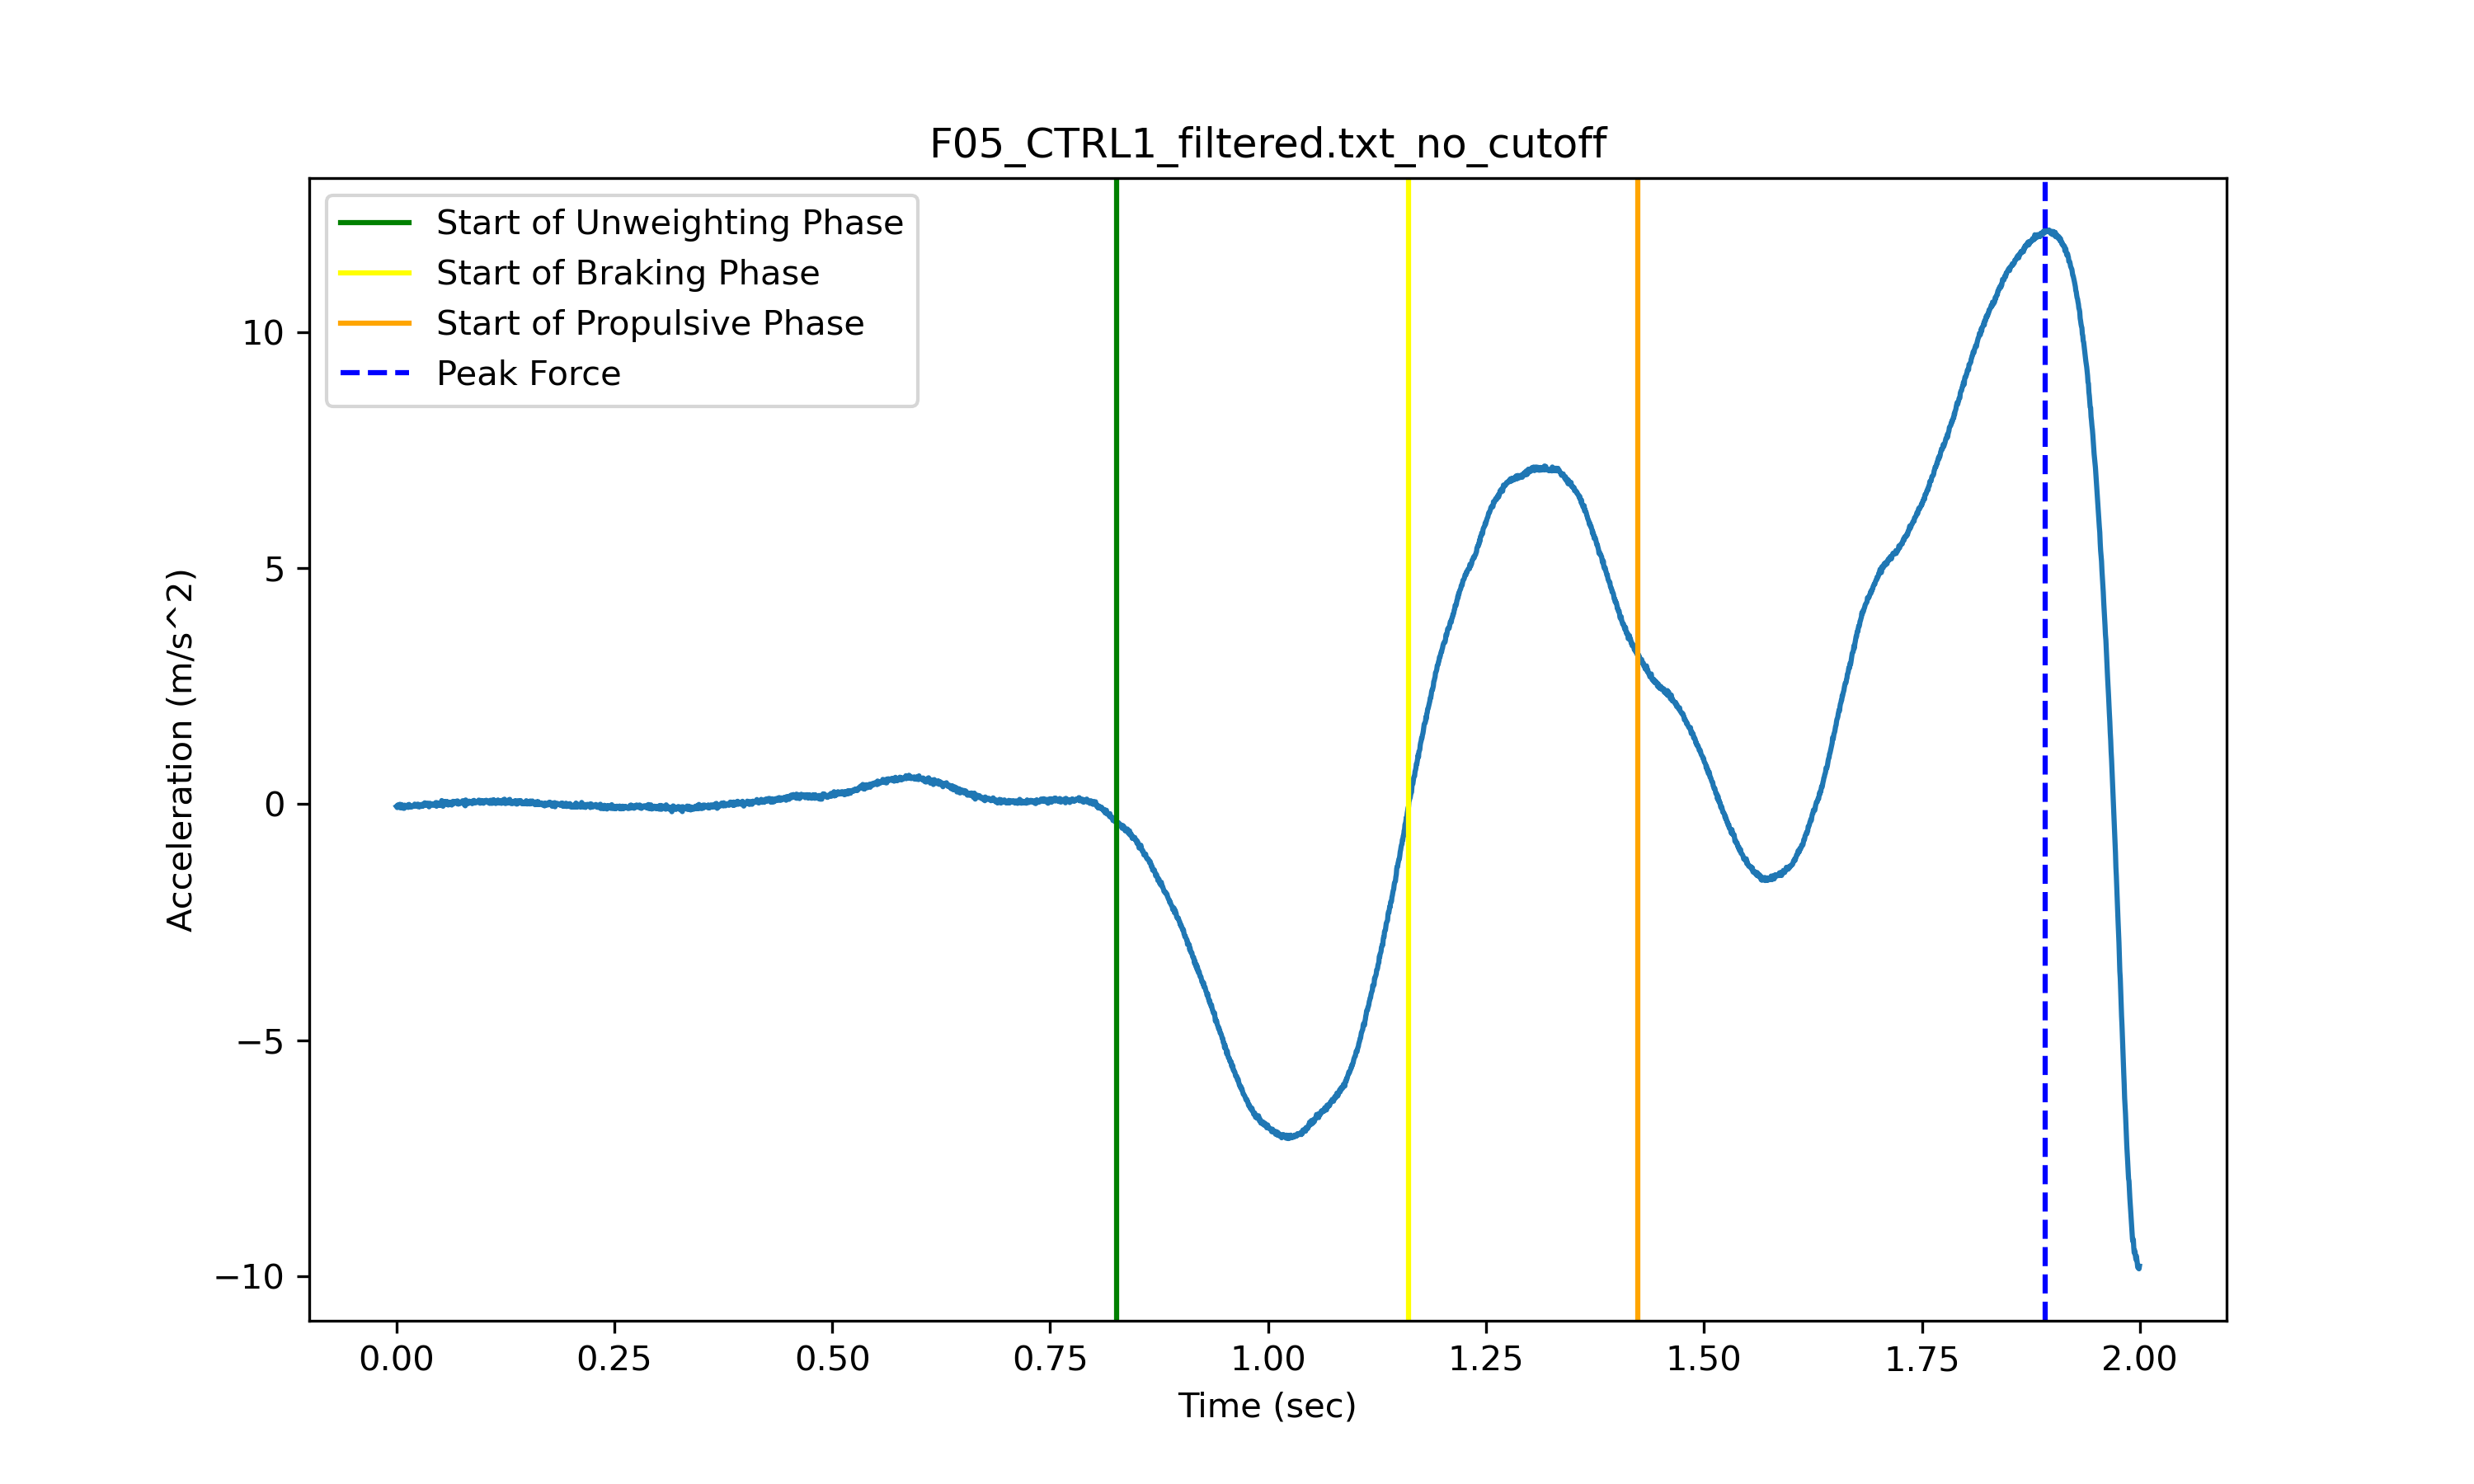 F05_CTRL1_filtered.txt_no_cutoff
Start of Unweighting Phase
Start of Braking Phase
Start of Propulsive Phase
Peak Force
10
5
0
−5
−10
Acceleration (m/s^2)
0.00 0.25 0.50 0.75 1.00 1.25 1.50 1.75 2.00
Time (sec)